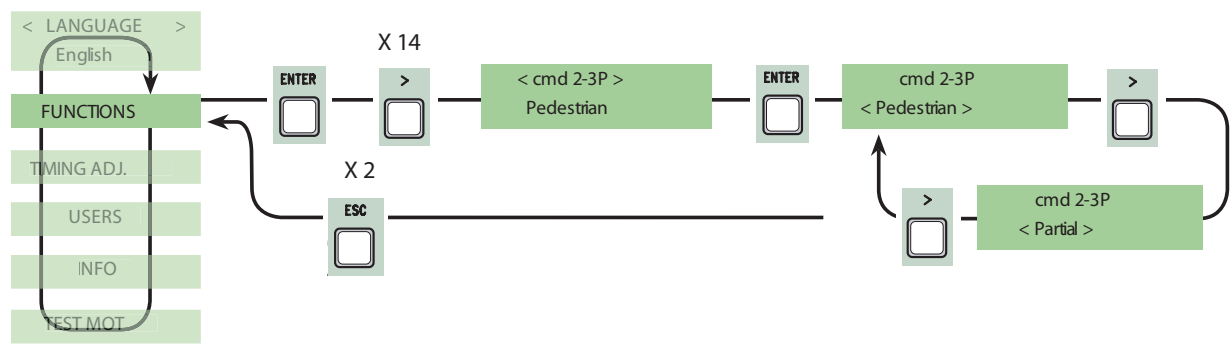 < LANGUAGE >
English
FUNCTIONS
TIMING ADJ.
USERS
INFO
TEST MOT
ENTER
X 14
>
< cmd 2-3P >
Pedestrian
ENTER
cmd 2-3P
< Pedestrian >
>
cmd 2-3P
< Partial >
>
X 2
ESC